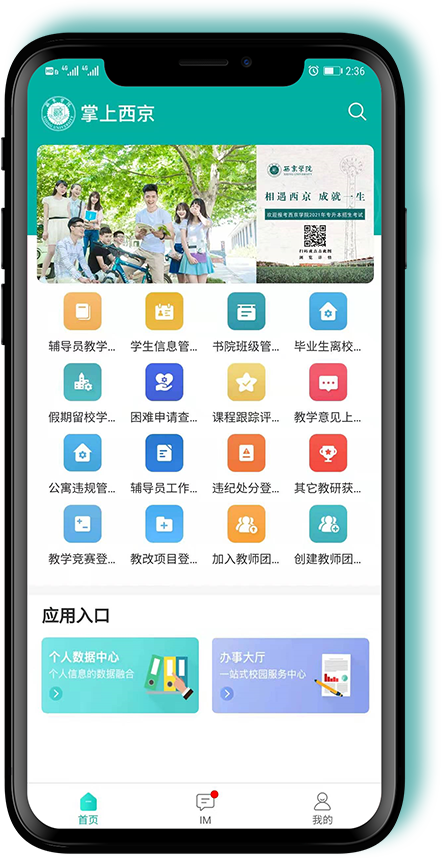 HD 4G 4G 2:36
掌上西京
西京学院
XIJING UNIVERSITY
相遇西京 成就一生
欢迎报考西京学院2021年专升本招生考试
辅导员教学... 学生信息管... 书院班级管... 毕业生离校...
假期留校学... 困难申请查... 课程跟踪评... 教学意见上...
公寓违规管... 辅导员工作... 违纪处分登... 其它教研获...
教学竞赛登... 教改项目登... 加入教师团... 创建教师团...
应用入口
个人数据中心 办事大厅
个人信息的数据融合 一站式校园服务中心
首页 IM 我的